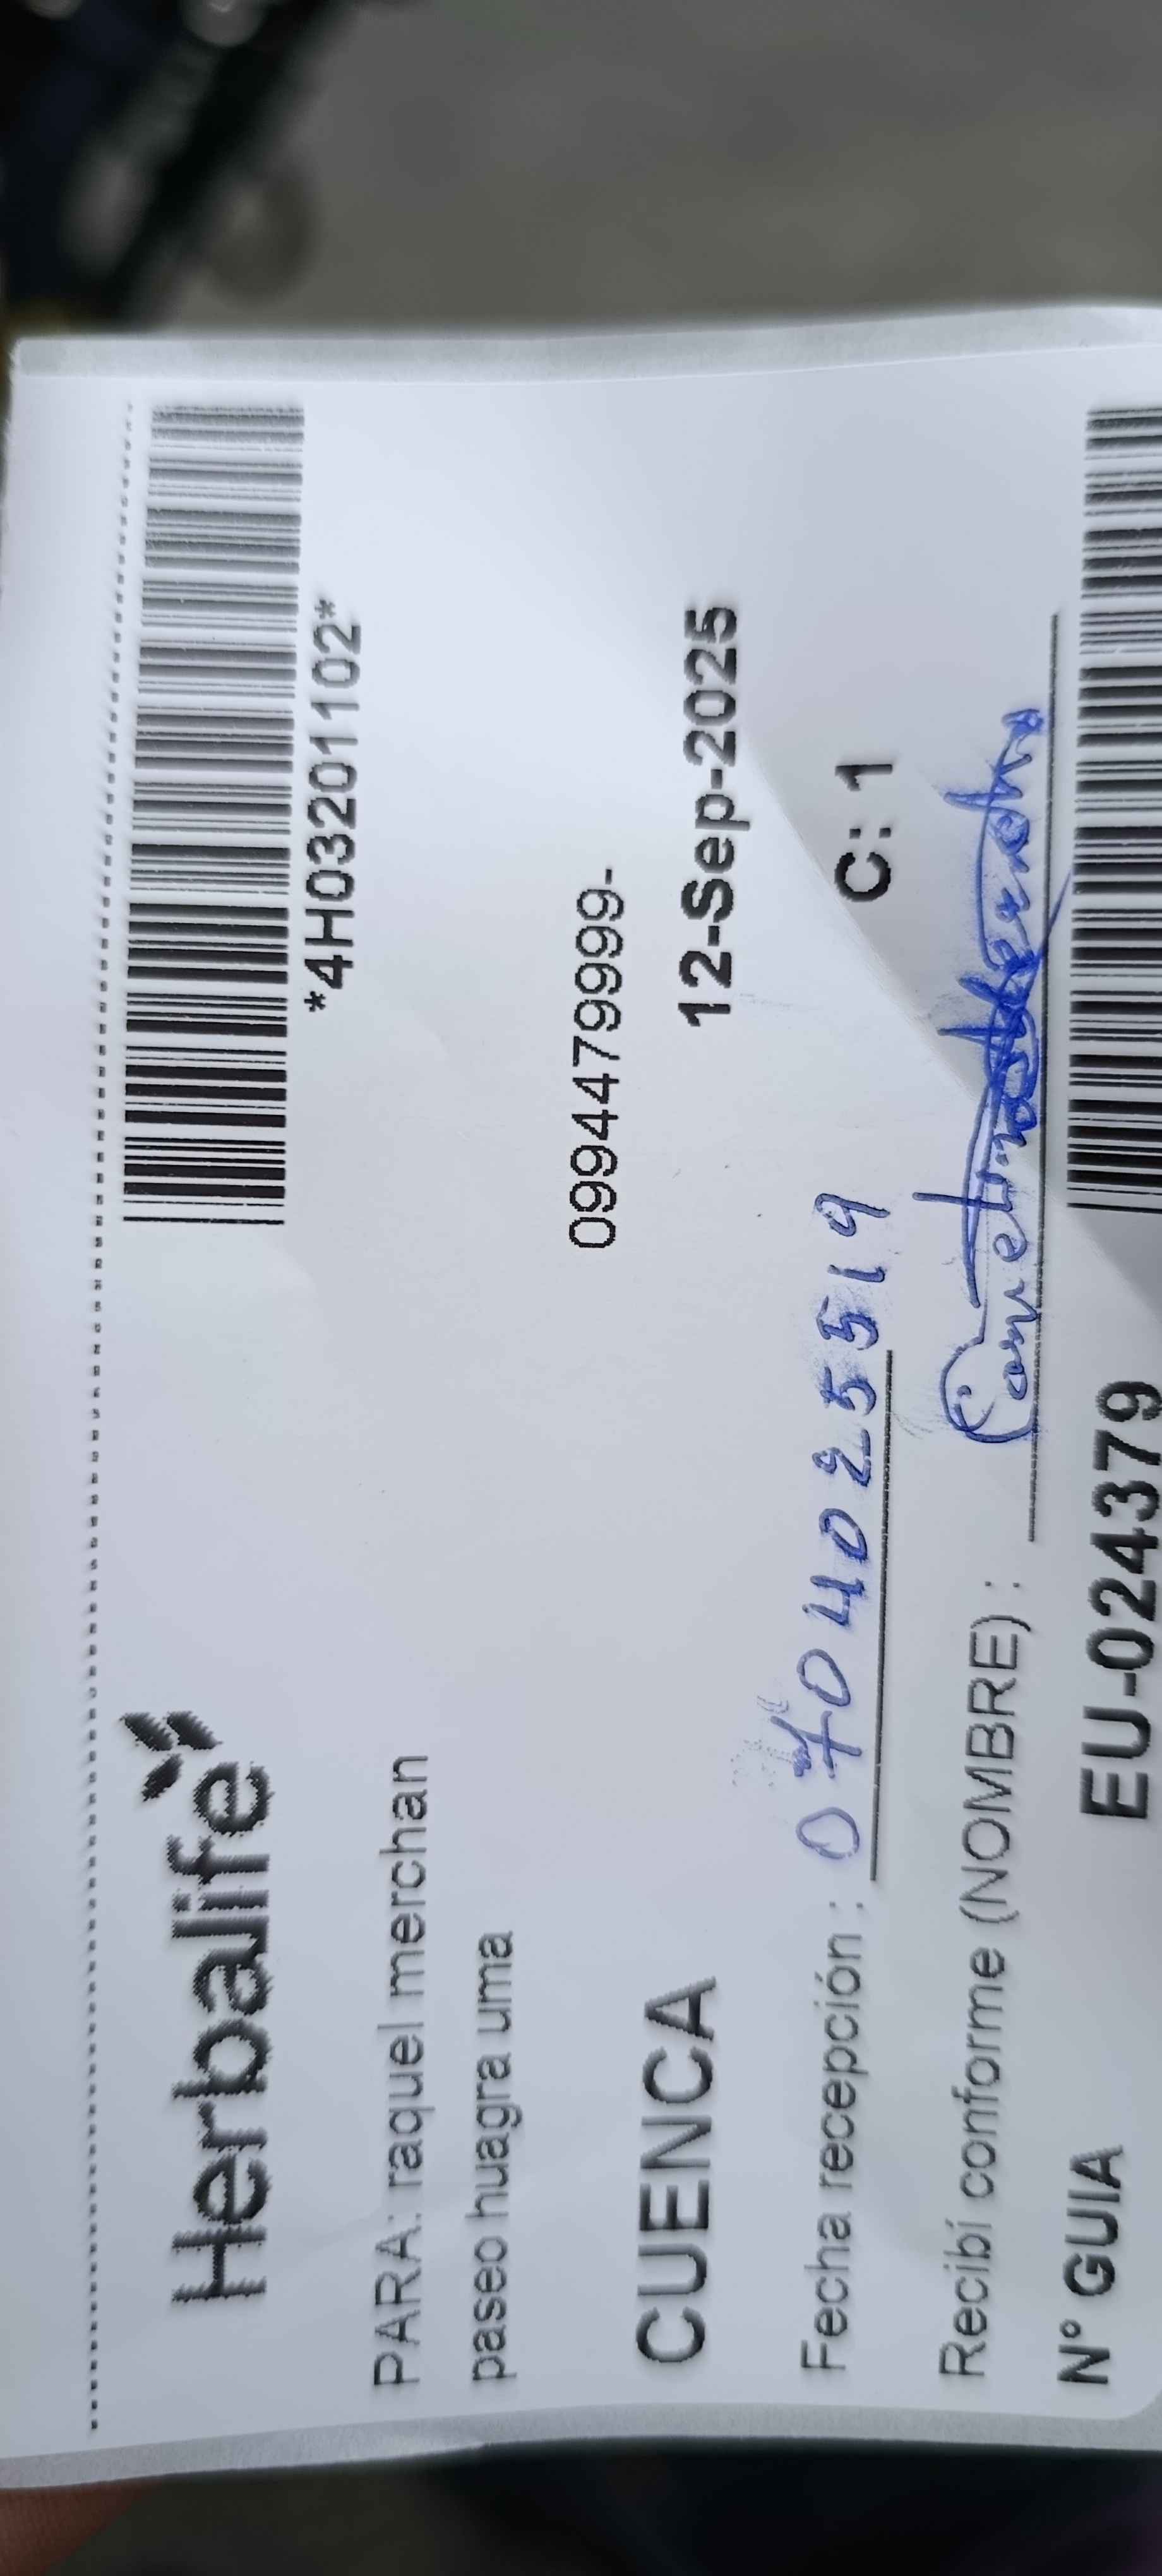 Herbalife
*4H03201102*
PARA: raquel merchan
paseo huagra uma
0994479999-
CUENCA 12-Sep-2025
Fecha recepción : 0704025519 C: 1
Recibí conforme (NOMBRE) :
N° GUIA EU-024379